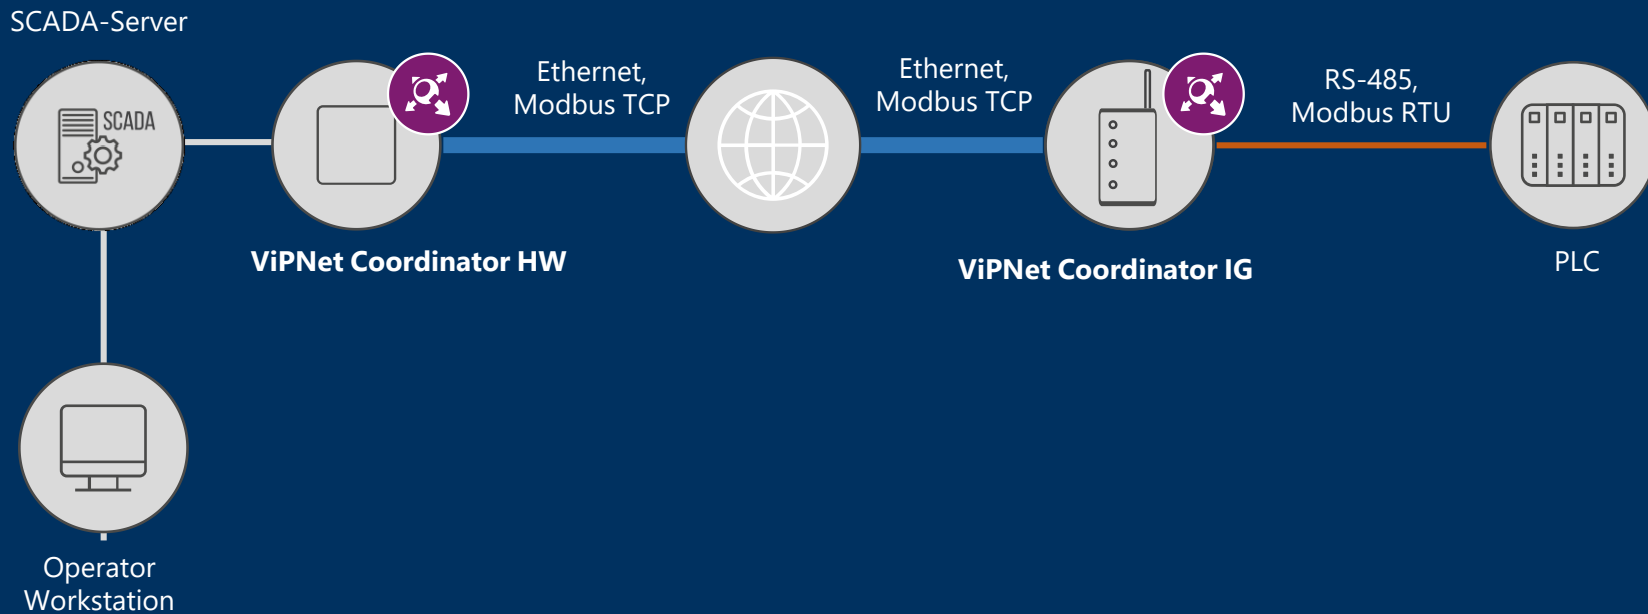 SCADA-Server
SCADA
Ethernet,
Modbus TCP
Ethernet,
Modbus TCP
RS-485,
Modbus RTU
ViPNet Coordinator HW
ViPNet Coordinator IG
PLC
Operator
Workstation